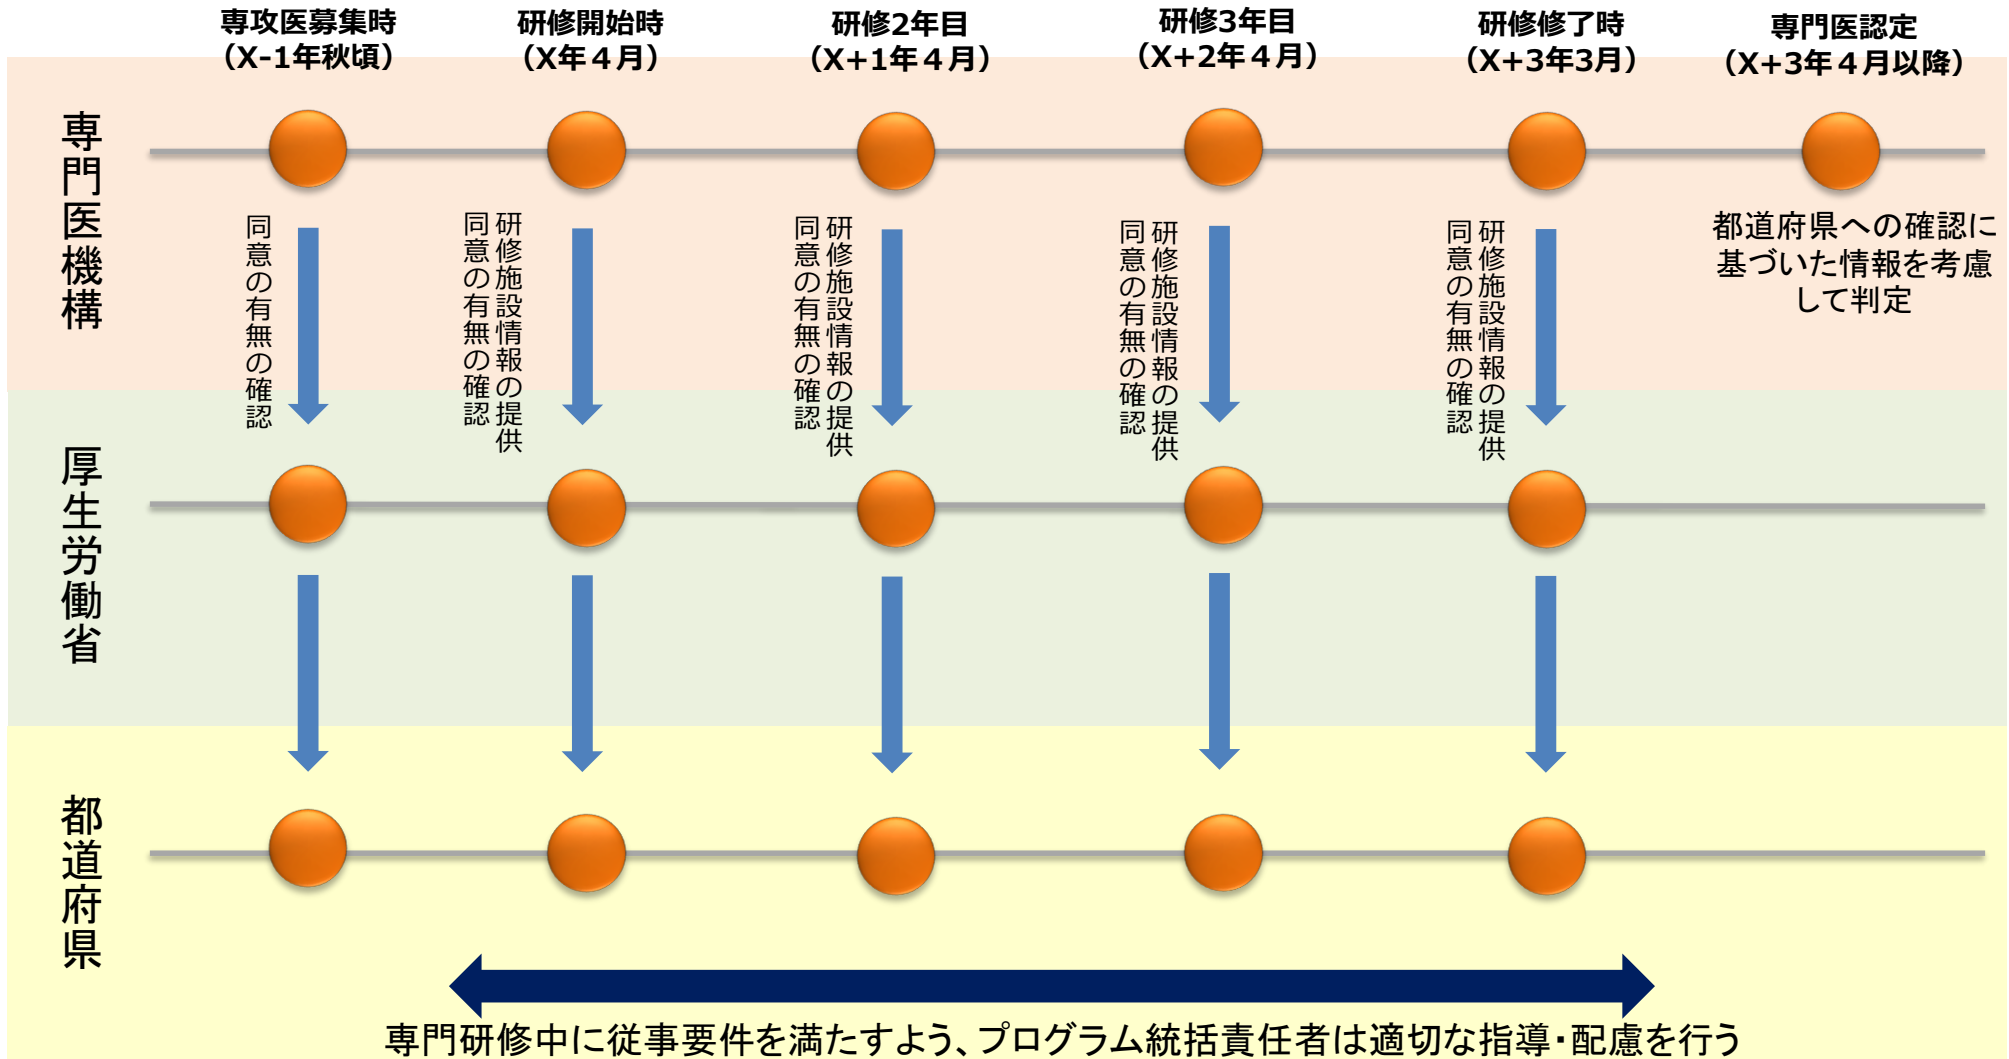 専攻医募集時
（X-1年秋頃）
研修開始時
（X年４月）
研修2年目
（X+1年４月）
研修3年目
（X+2年４月）
研修修了時
（X+3年3月）
専門医認定
（X+3年４月以降）
専門医機構
同意の有無の確認
研修施設情報の提供
同意の有無の確認
研修施設情報の提供
同意の有無の確認
研修施設情報の提供
同意の有無の確認
研修施設情報の提供
同意の有無の確認
都道府県への確認に
基づいた情報を考慮
して判定
厚生労働省
都道府県
専門研修中に従事要件を満たすよう、プログラム統括責任者は適切な指導・配慮を行う